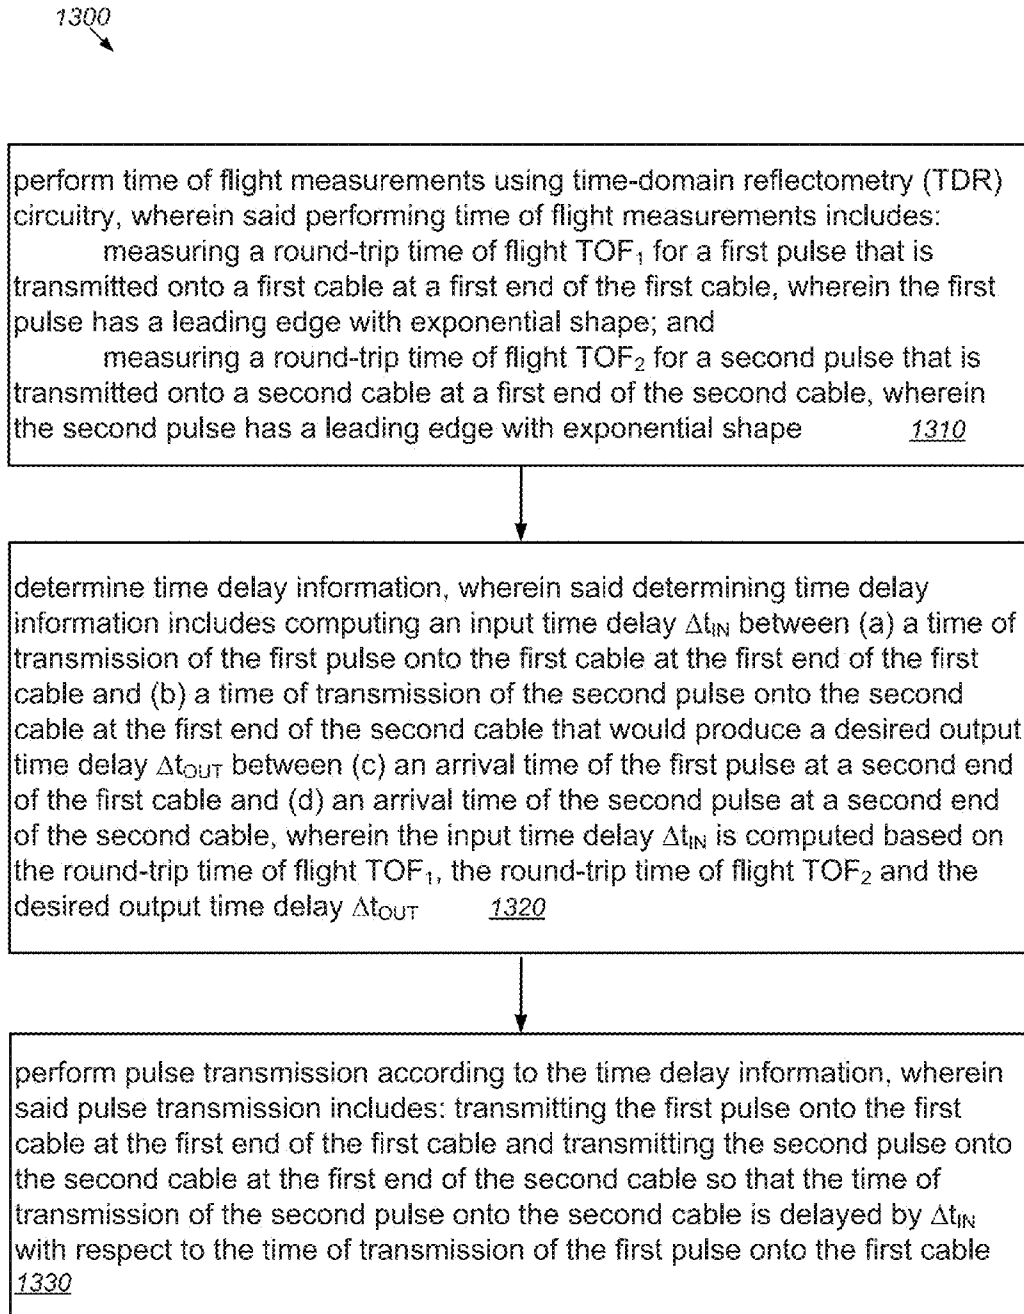 1300
perform time of flight measurements using time-domain reflectometry (TDR)
circuitry, wherein said performing time of flight measurements includes:
measuring a round-trip time of flight TOF₁ for a first pulse that is
transmitted onto a first cable at a first end of the first cable, wherein the first
pulse has a leading edge with exponential shape; and
measuring a round-trip time of flight TOF₂ for a second pulse that is
transmitted onto a second cable at a first end of the second cable, wherein
the second pulse has a leading edge with exponential shape 1310
determine time delay information, wherein said determining time delay
information includes computing an input time delay Δt_IN between (a) a time of
transmission of the first pulse onto the first cable at the first end of the first
cable and (b) a time of transmission of the second pulse onto the second
cable at the first end of the second cable that would produce a desired output
time delay Δt_OUT between (c) an arrival time of the first pulse at a second end
of the first cable and (d) an arrival time of the second pulse at a second end
of the second cable, wherein the input time delay Δt_IN is computed based on
the round-trip time of flight TOF₁, the round-trip time of flight TOF₂ and the
desired output time delay Δt_OUT 1320
perform pulse transmission according to the time delay information, wherein
said pulse transmission includes: transmitting the first pulse onto the first
cable at the first end of the first cable and transmitting the second pulse onto
the second cable at the first end of the second cable so that the time of
transmission of the second pulse onto the second cable is delayed by Δt_IN
with respect to the time of transmission of the first pulse onto the first cable
1330